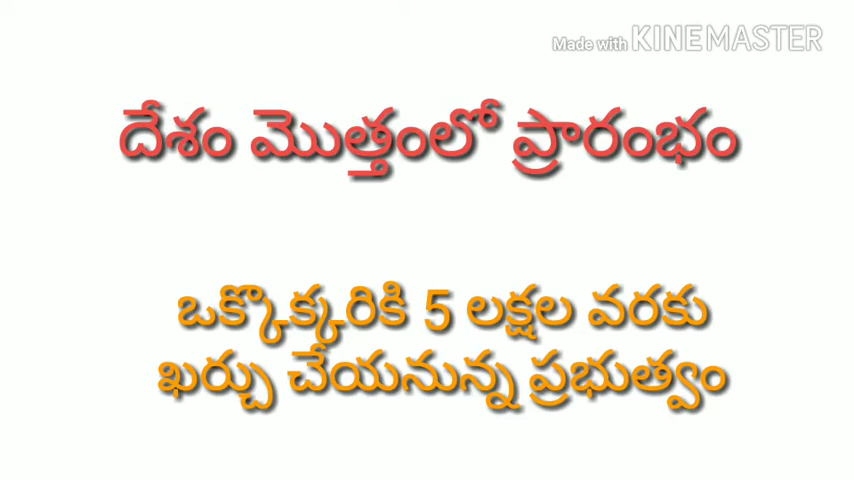 Made with KINEMASTER
దేశం మొత్తంలో ప్రారంభం
ఒక్కొక్కరికి 5 లక్షల వరకు
ఖర్చు చేయనున్న ప్రభుత్వం